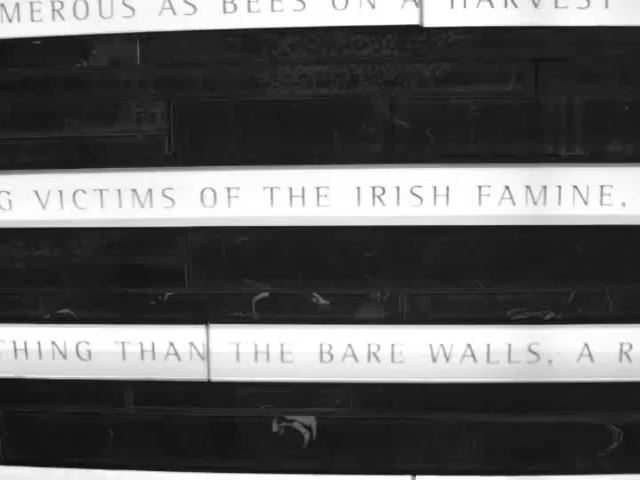 MEROUS AS BEES ON A HARVEST
G VICTIMS OF THE IRISH FAMINE,
THING THAN THE BARE WALLS. A R